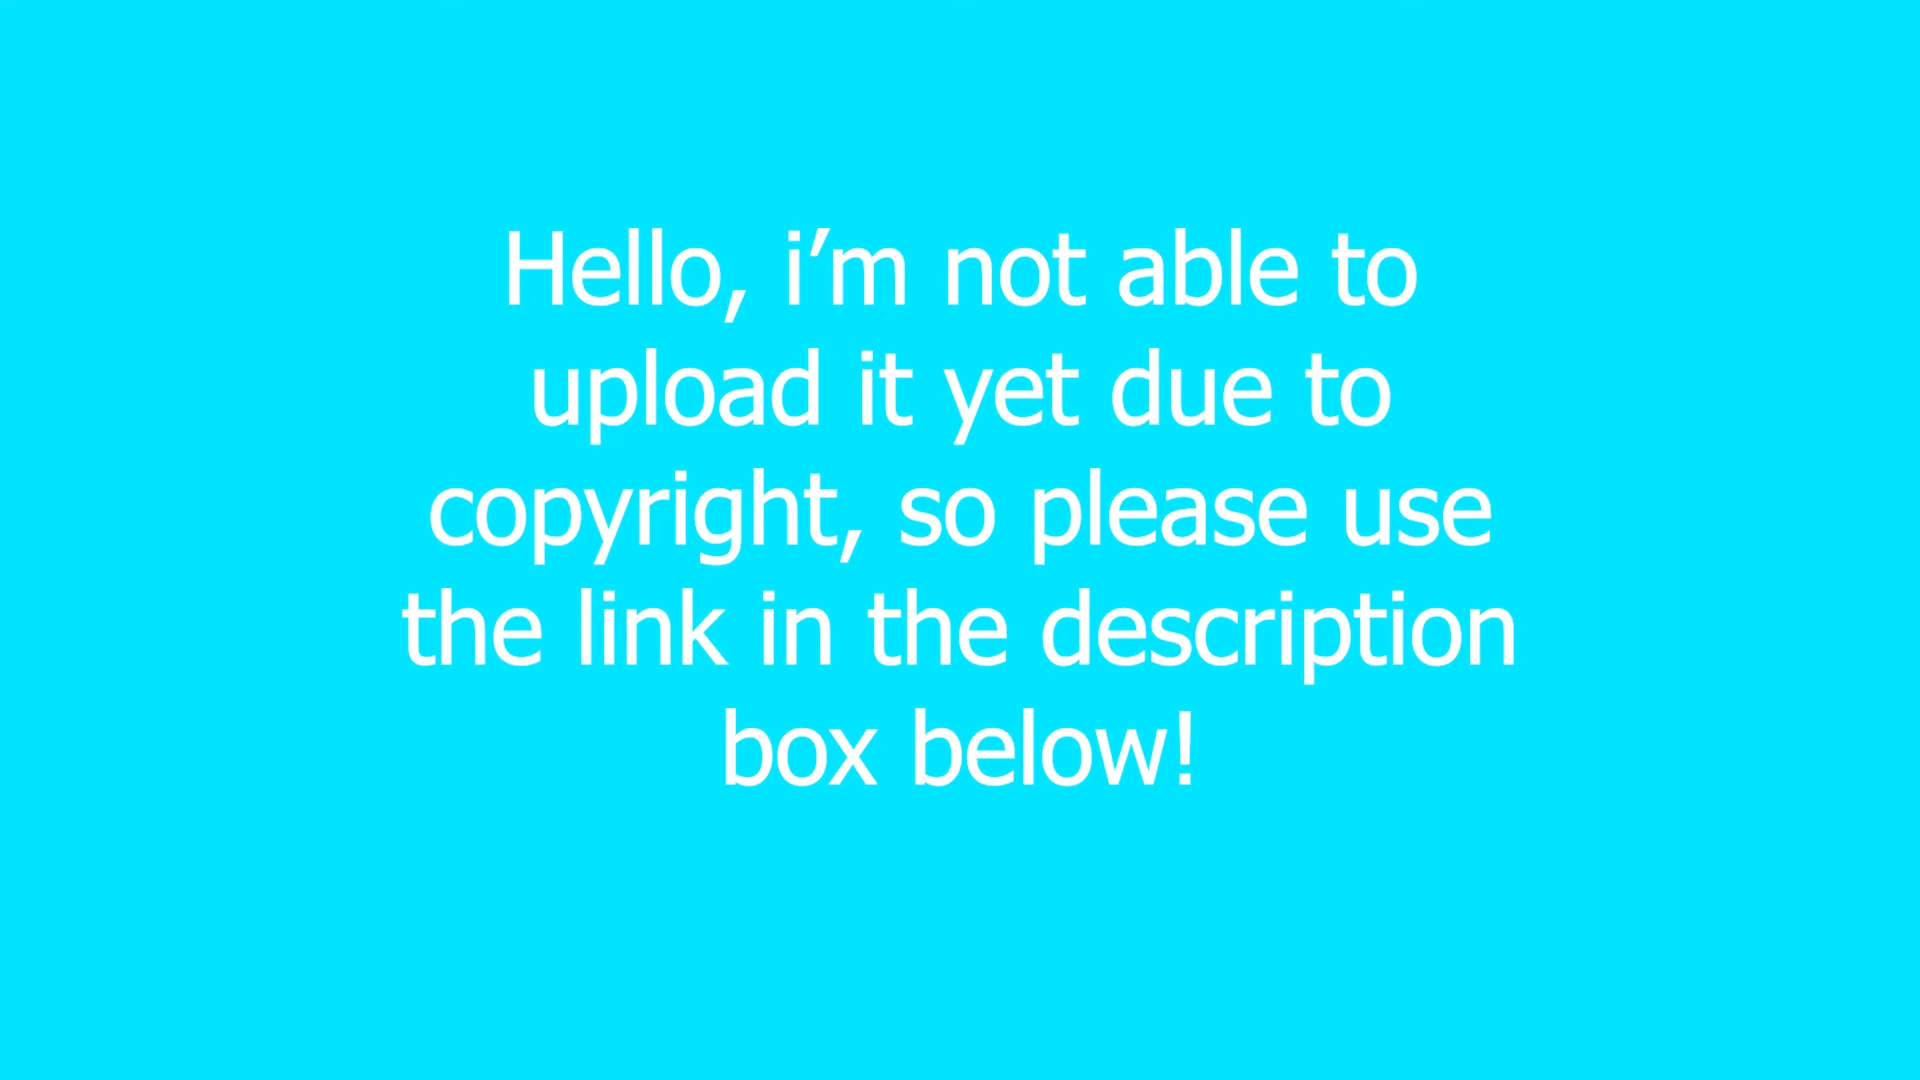 Hello, i’m not able to
upload it yet due to
copyright, so please use
the link in the description
box below!